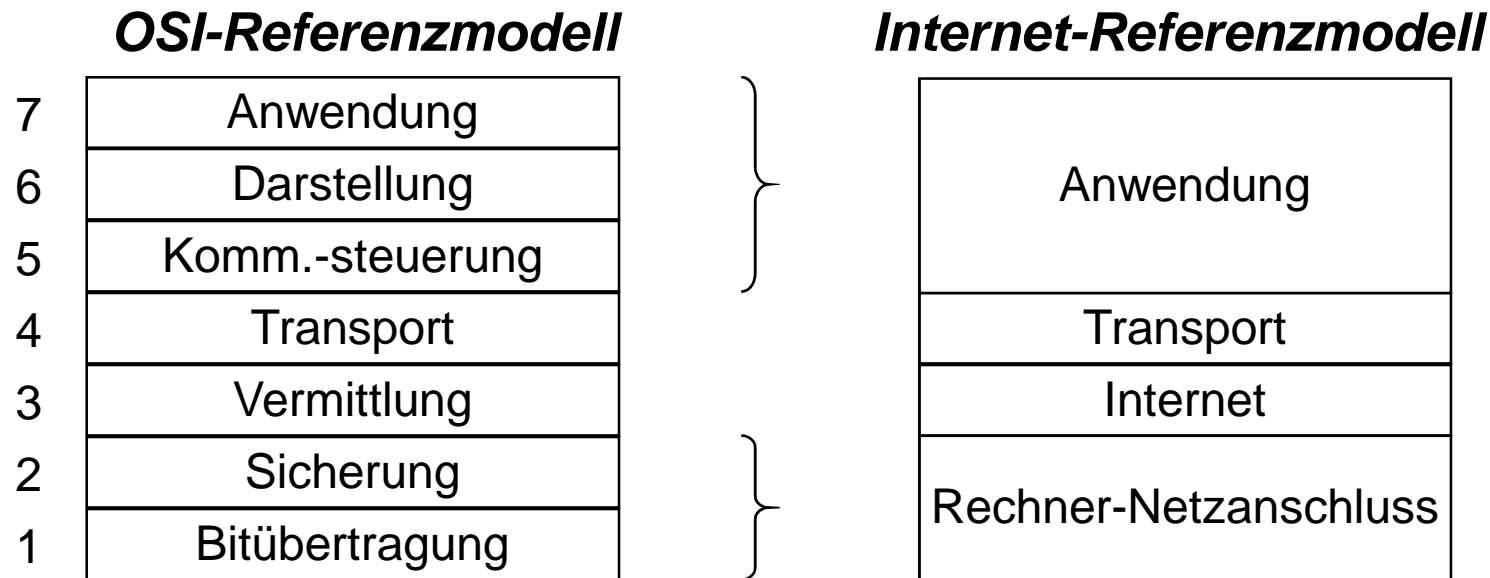 OSI-Referenzmodell Internet-Referenzmodell
7 Anwendung
6 Darstellung Anwendung
5 Komm.-steuerung
4 Transport Transport
3 Vermittlung Internet
2 Sicherung
Rechner-Netzanschluss
1 Bitübertragung